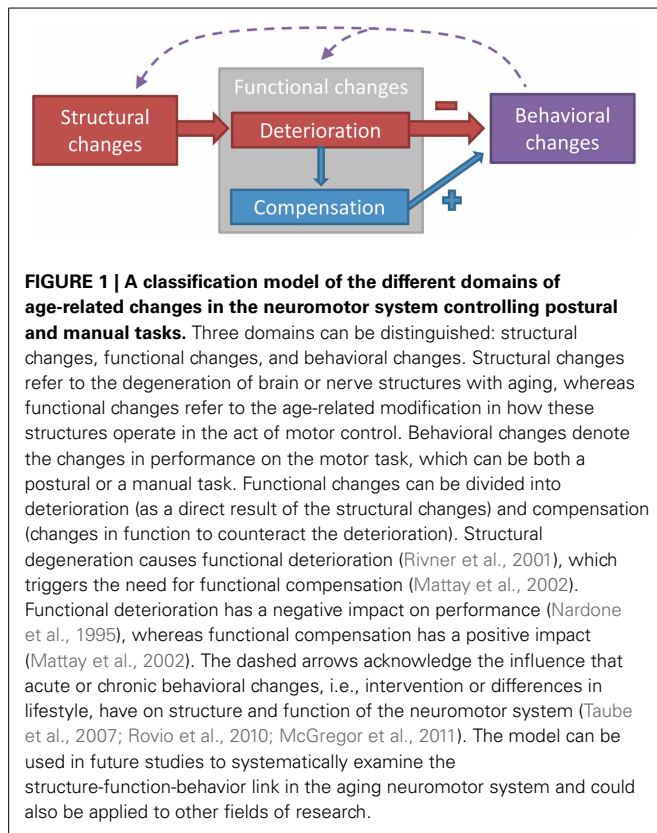 Functional changes
Structural
changes
Deterioration
Behavioral
changes
Compensation
FIGURE 1 | A classification model of the different domains of
age-related changes in the neuromotor system controlling postural
and manual tasks. Three domains can be distinguished: structural
changes, functional changes, and behavioral changes. Structural changes
refer to the degeneration of brain or nerve structures with aging, whereas
functional changes refer to the age-related modification in how these
structures operate in the act of motor control. Behavioral changes denote
the changes in performance on the motor task, which can be both a
postural or a manual task. Functional changes can be divided into
deterioration (as a direct result of the structural changes) and compensation
(changes in function to counteract the deterioration). Structural
degeneration causes functional deterioration (Rivner et al., 2001), which
triggers the need for functional compensation (Mattay et al., 2002).
Functional deterioration has a negative impact on performance (Nardone
et al., 1995), whereas functional compensation has a positive impact
(Mattay et al., 2002). The dashed arrows acknowledge the influence that
acute or chronic behavioral changes, i.e., intervention or differences in
lifestyle, have on structure and function of the neuromotor system (Taube
et al., 2007; Rovio et al., 2010; McGregor et al., 2011). The model can be
used in future studies to systematically examine the
structure-function-behavior link in the aging neuromotor system and could
also be applied to other fields of research.